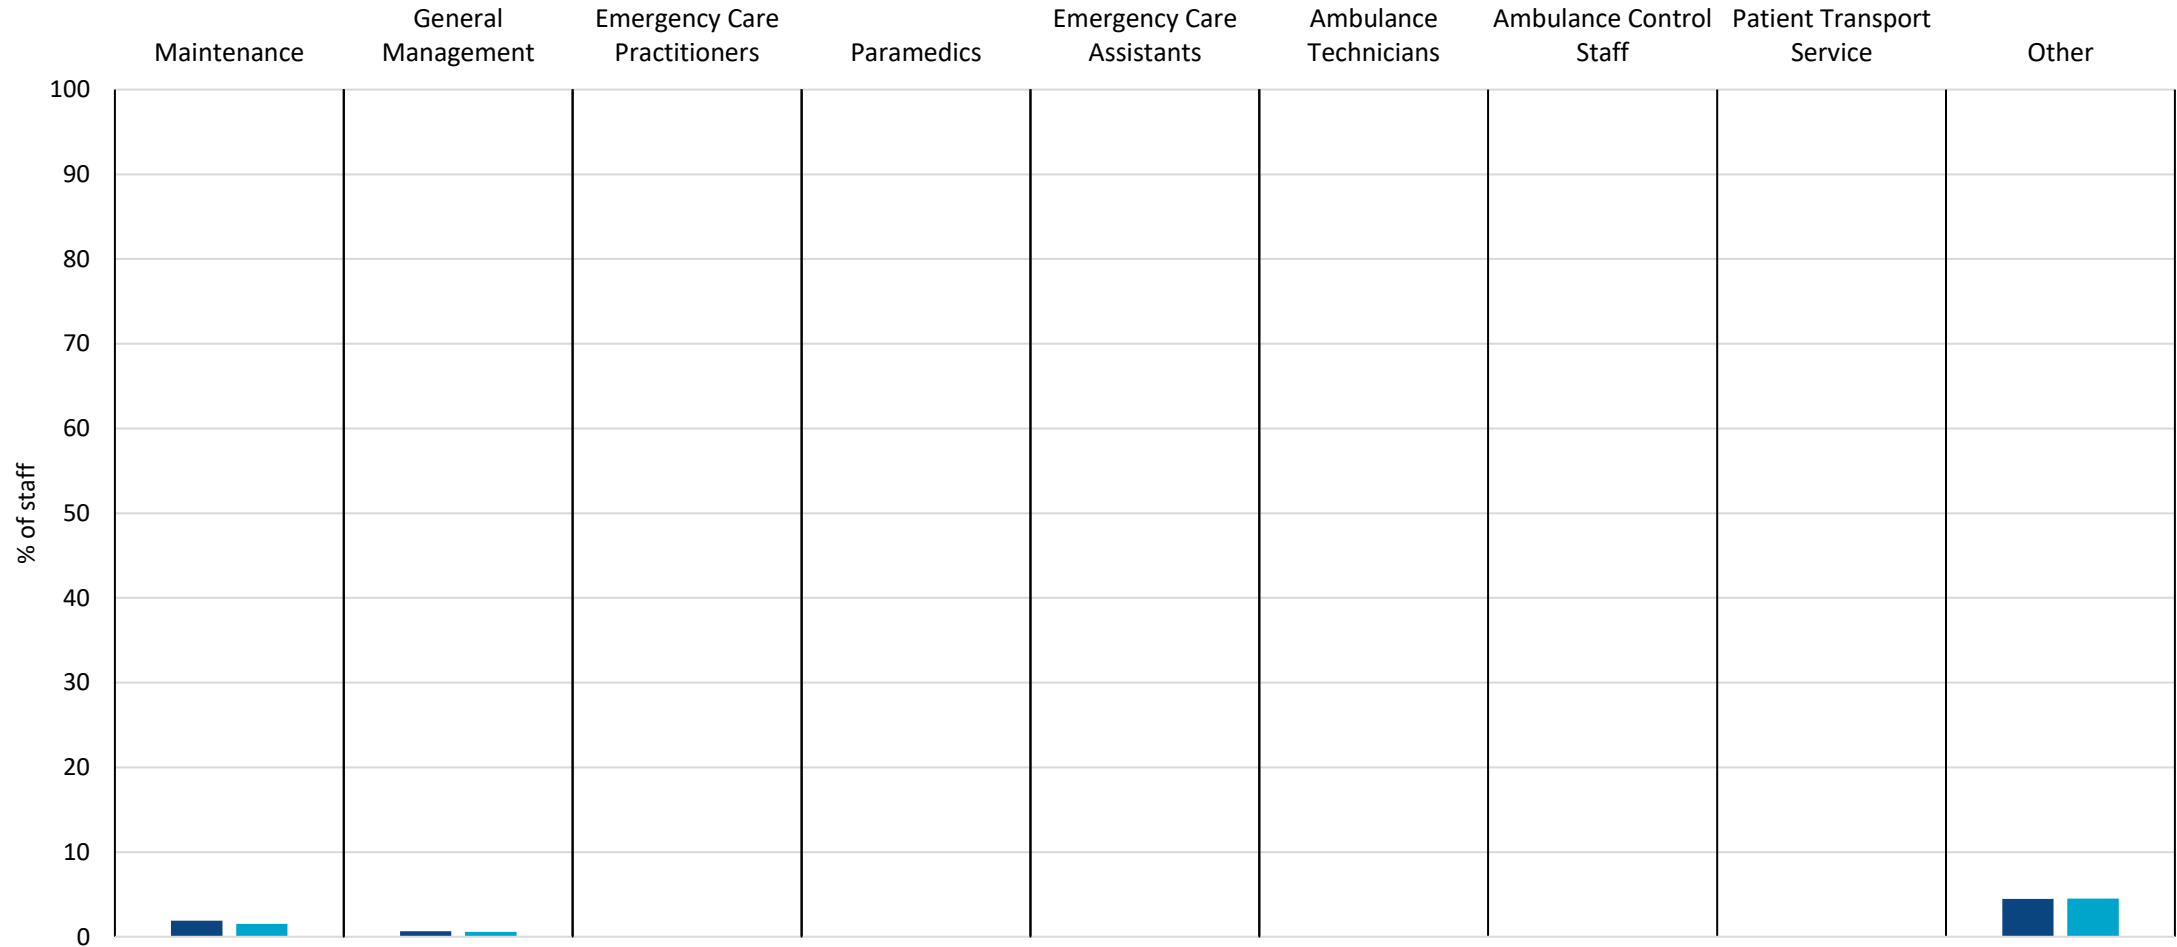 Maintenance
General
Management
Emergency Care
Practitioners
Paramedics
Emergency Care
Assistants
Ambulance
Technicians
Ambulance Control
Staff
Patient Transport
Service
Other
% of staff
100
90
80
70
60
50
40
30
20
10
0